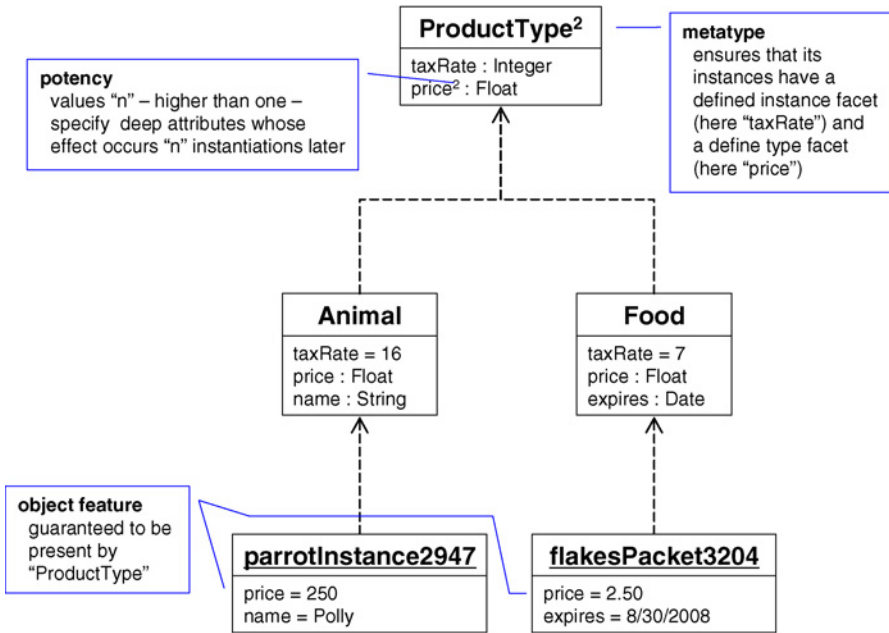 ProductType²
taxRate : Integer
price² : Float
metatype
ensures that its
instances have a
defined instance facet
(here “taxRate”) and
a define type facet
(here “price”)
potency
values “n” – higher than one –
specify deep attributes whose
effect occurs “n” instantiations later
Animal
taxRate = 16
price : Float
name : String
Food
taxRate = 7
price : Float
expires : Date
object feature
guaranteed to be
present by
“ProductType”
parrotInstance2947
price = 250
name = Polly
flakesPacket3204
price = 2.50
expires = 8/30/2008